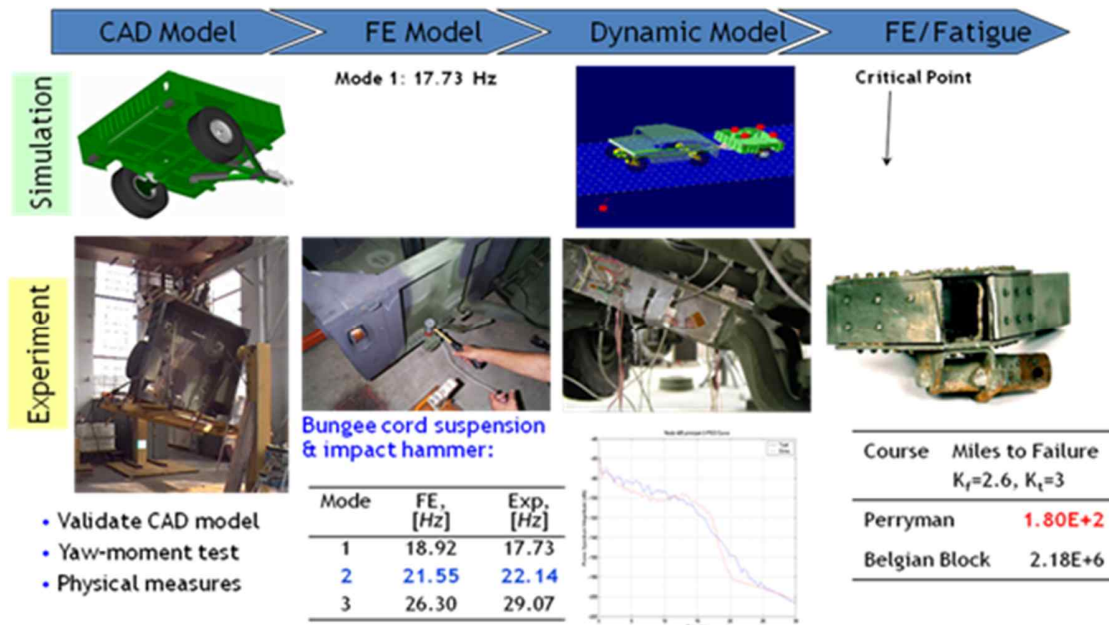 CAD Model
FE Model
Dynamic Model
FE/Fatigue
Simulation
Mode 1: 17.73 Hz
Critical Point
Experiment
Bungee cord suspension
& impact hammer:
• Validate CAD model
• Yaw-moment test
• Physical measures
Mode FE, [Hz] Exp, [Hz]
1 18.92 17.73
2 21.55 22.14
3 26.30 29.07
Course Miles to Failure
Kf=2.6, Kt=3
Perryman 1.80E+2
Belgian Block 2.18E+6